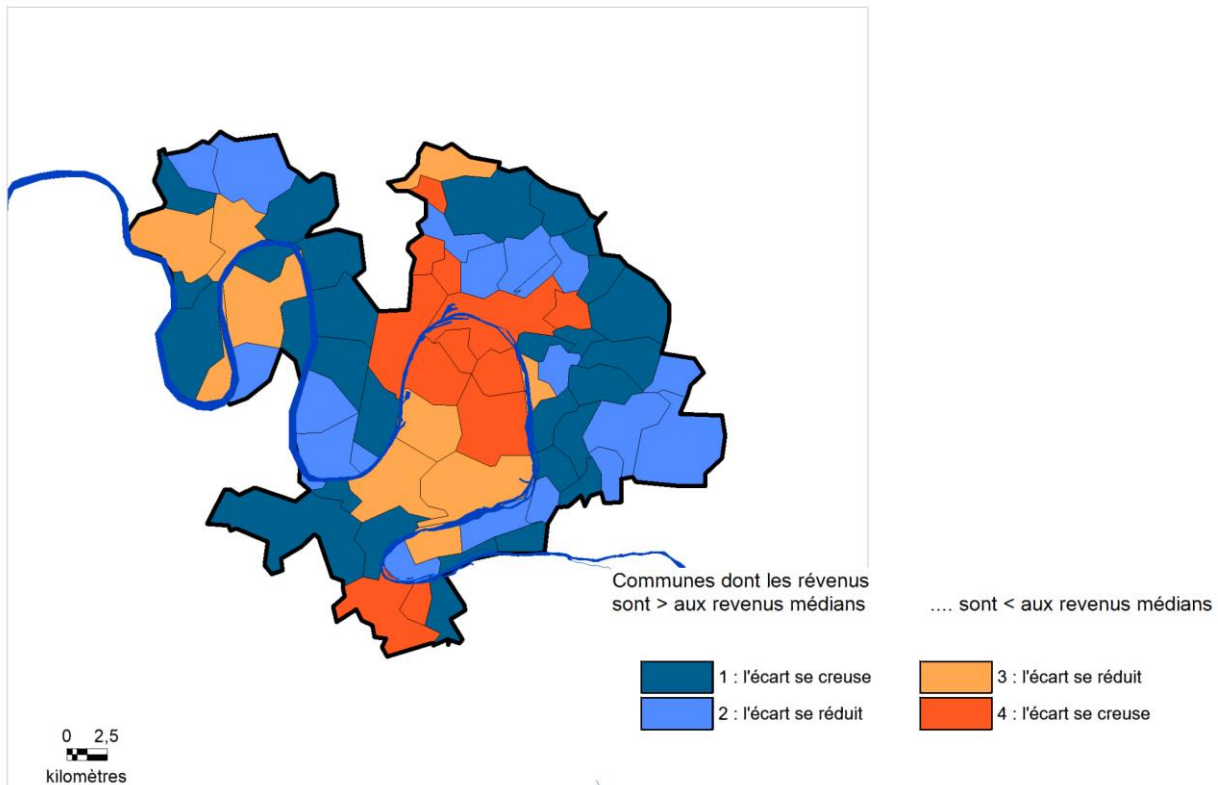 Communes dont les révenus
sont > aux revenus médians
.... sont < aux revenus médians
1 : l'écart se creuse
2 : l'écart se réduit
3 : l'écart se réduit
4 : l'écart se creuse
0 2,5
kilomètres